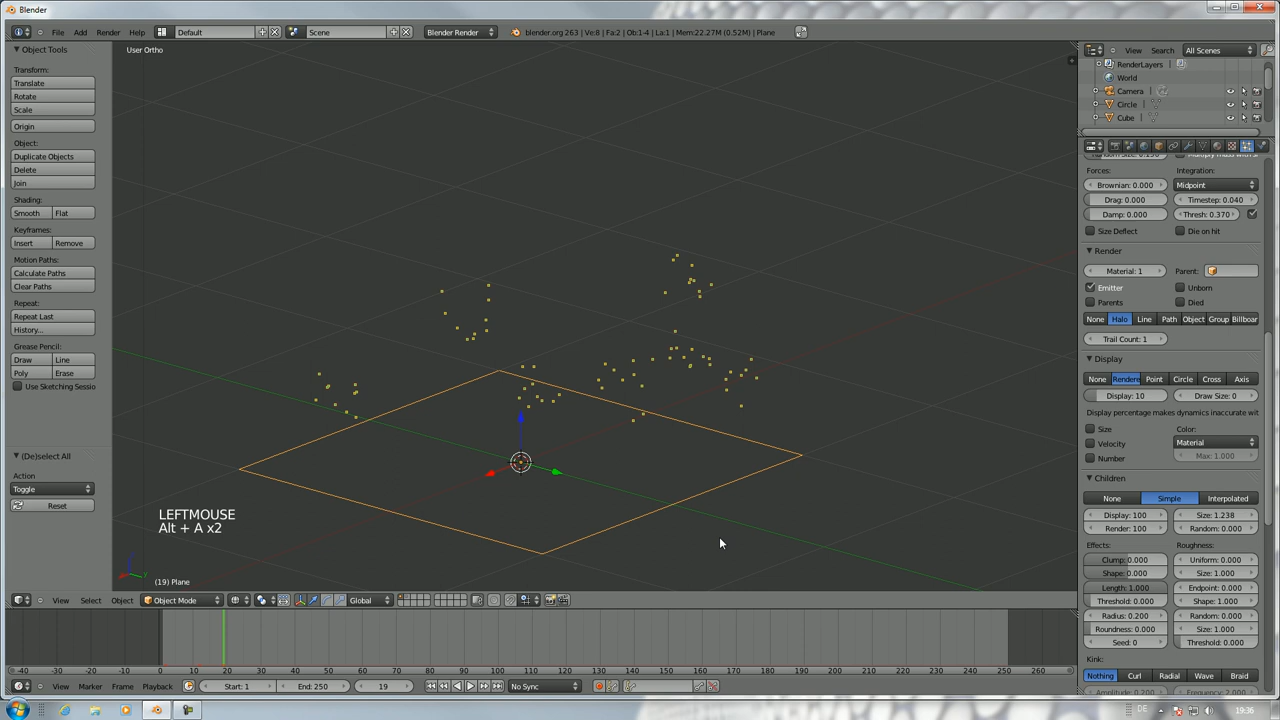 Blender
File Add Render Help Default Scene Blender Render blender.org 263 | Ve:8 | Fa:2 | Ob:1-4 | La:1 | Mem:22.27M (0.52M) | Plane
View Search All Scenes
Object Tools
Transform:
Translate
Rotate
Scale
Origin
Object:
Duplicate Objects
Delete
Join
Shading:
Smooth Flat
Keyframes:
Insert Remove
Motion Paths:
Calculate Paths
Clear Paths
Repeat:
Repeat Last
History...
Grease Pencil:
Draw Line
Poly Erase
Use Sketching Sessio
(De)select All
Action
Toggle
Reset
User Ortho
LEFTMOUSE
Alt + A x2
(19) Plane
View Select Object Object Mode Global
-40 -30 -20 -10 0 10 20 30 40 50 60 70 80 90 100 110 120 130 140 150 160 170 180 190 200 210 220 230 240 250 260
View Marker Frame Playback Start: 1 End: 250 19 No Sync
RenderLayers
World
Camera
Circle
Cube
Forces: Integration:
Brownian: 0.000 Midpoint
Drag: 0.000 Timestep: 0.040
Damp: 0.000 Thresh: 0.370
Size Deflect Die on hit
Render
Material: 1 Parent:
Emitter Unborn
Parents Died
None Halo Line Path Object Group Billboar
Trail Count: 1
Display
None Rendere Point Circle Cross Axis
Display: 10 Draw Size: 0
Display percentage makes dynamics inaccurate wit
Size Color:
Velocity Material
Number Max: 1.000
Children
None Simple Interpolated
Display: 100 Size: 1.238
Render: 100 Random: 0.000
Effects: Roughness:
Clump: 0.000 Uniform: 0.000
Shape: 0.000 Size: 1.000
Length: 1.000 Endpoint: 0.000
Threshold: 0.000 Shape: 1.000
Radius: 0.200 Random: 0.000
Roundness: 0.000 Size: 1.000
Seed: 0 Threshold: 0.000
Kink:
Nothing Curl Radial Wave Braid
Amplitude: 0.200 Frequency: 2.000
DE 19:36